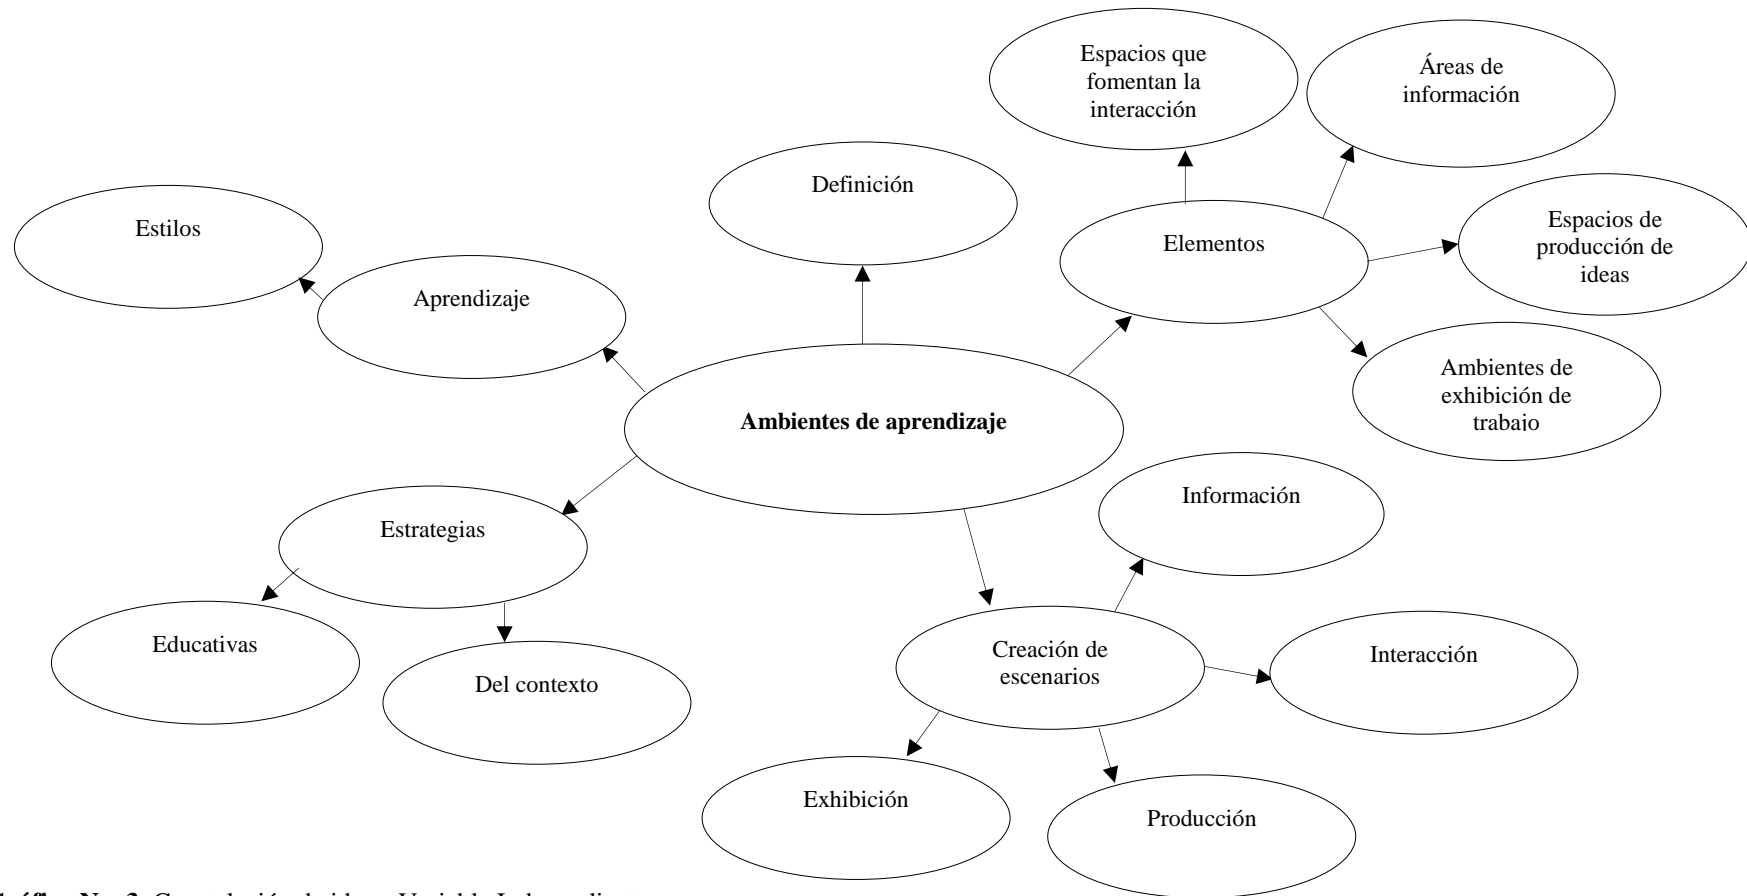 Espacios que
fomentan la
interacción
Áreas de
información
Definición
Estilos
Elementos
Espacios de
producción de
ideas
Aprendizaje
Ambientes de
exhibición de
trabajo
Ambientes de aprendizaje
Información
Estrategias
Educativas
Del contexto
Creación de
escenarios
Interacción
Exhibición
Producción